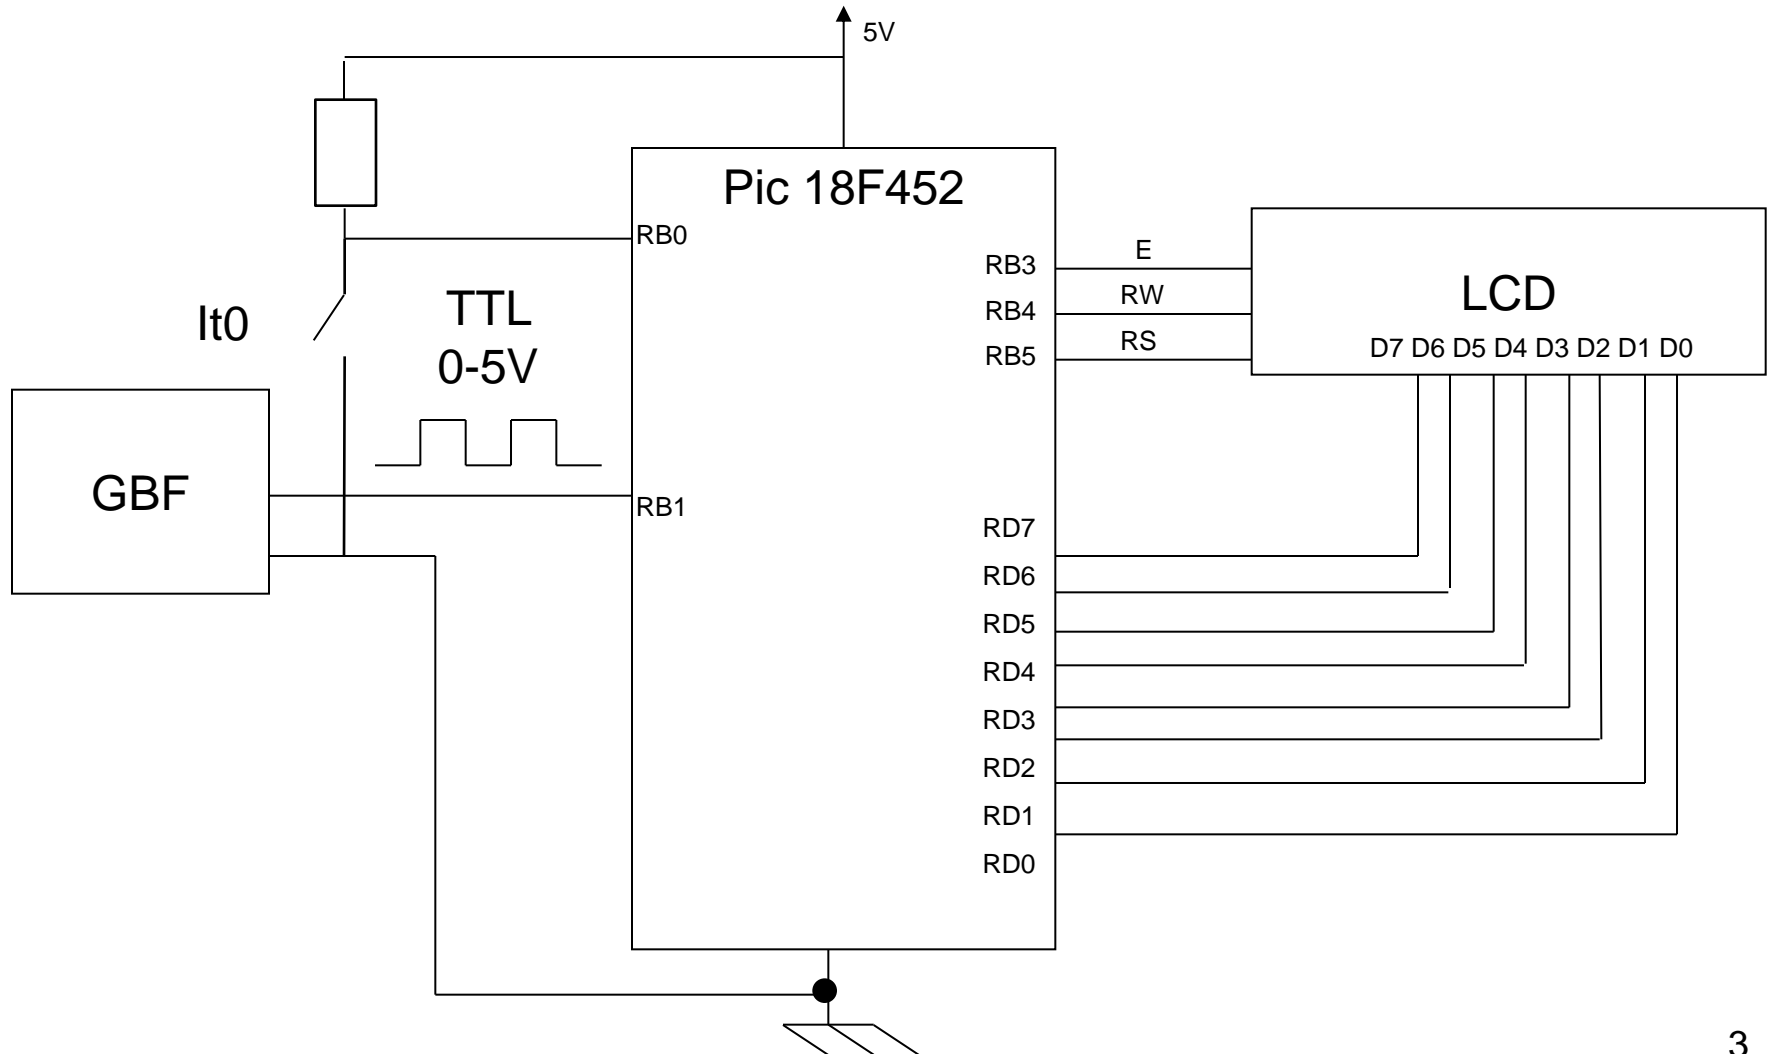 5V
Pic 18F452
RB0
It0
TTL
0-5V
GBF
RB1
RB3
RB4
RB5
E
RW
RS
LCD
D7 D6 D5 D4 D3 D2 D1 D0
RD7
RD6
RD5
RD4
RD3
RD2
RD1
RD0
3